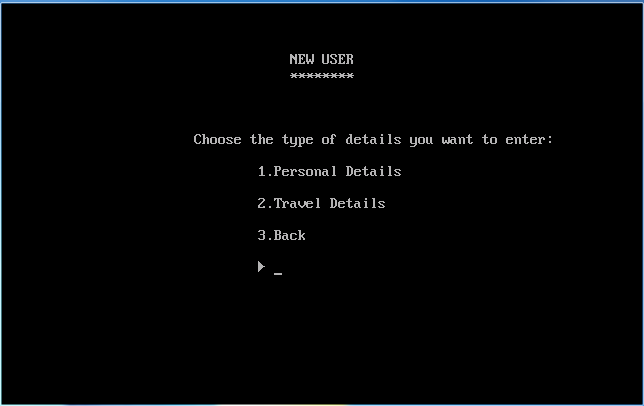 NEW USER
********
Choose the type of details you want to enter:
1.Personal Details
2.Travel Details
3.Back
► _